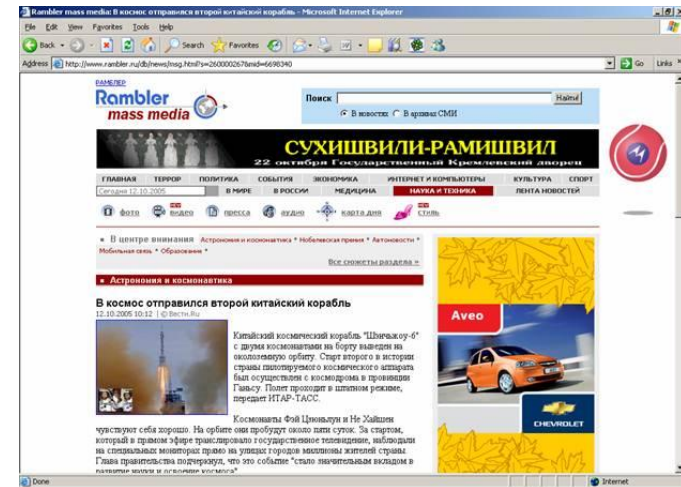 Rambler mass media: В космос отправился второй китайский корабль - Microsoft Internet Explorer
File Edit View Favorites Tools Help
Back Search Favorites
Address http://www.rambler.ru/db/news/msg.html?s=260000267&mid=6698340 Go Links
РАМБЛЕР
Rambler
mass media
Поиск Найти!
В новостях В архивах СМИ
СУХИШВИЛИ-РАМИШВИЛИ
22 октября Государственный Кремлевский дворец
ГЛАВНАЯ ТЕРРОР ПОЛИТИКА СОБЫТИЯ ЭКОНОМИКА ИНТЕРНЕТ И КОМПЬЮТЕРЫ КУЛЬТУРА СПОРТ
Сегодня 12.10.2005 В МИРЕ В РОССИИ МЕДИЦИНА НАУКА И ТЕХНИКА ЛЕНТА НОВОСТЕЙ
фото видео пресса аудио карта дня стиль
В центре внимания Астрономия и космонавтика * Нобелевская премия * Автоновости *
Мобильная связь * Образование *
Все сюжеты раздела »
Астрономия и космонавтика
В космос отправился второй китайский корабль
12.10.2005 10:12 | © Вести.Ru
Китайский космический корабль "Шэньчжоу-6"
с двумя космонавтами на борту выведен на
околоземную орбиту. Старт второго в истории
страны пилотируемого космического аппарата
был осуществлен с космодрома в провинции
Ганьсу. Полет проходит в штатном режиме,
передает ИТАР-ТАСС.
Космонавты Фэй Цзюньлун и Не Хайшен
чувствуют себя хорошо. На орбите они пробудут около пяти суток. За стартом,
который в прямом эфире транслировало государственное телевидение, наблюдали
на специальных мониторах прямо на улицах городов миллионы жителей страны.
Глава правительства подчеркнул, что это событие "стало значительным вкладом в
развитие науки и освоение космоса"
Aveo
CHEVROLET
Done Internet